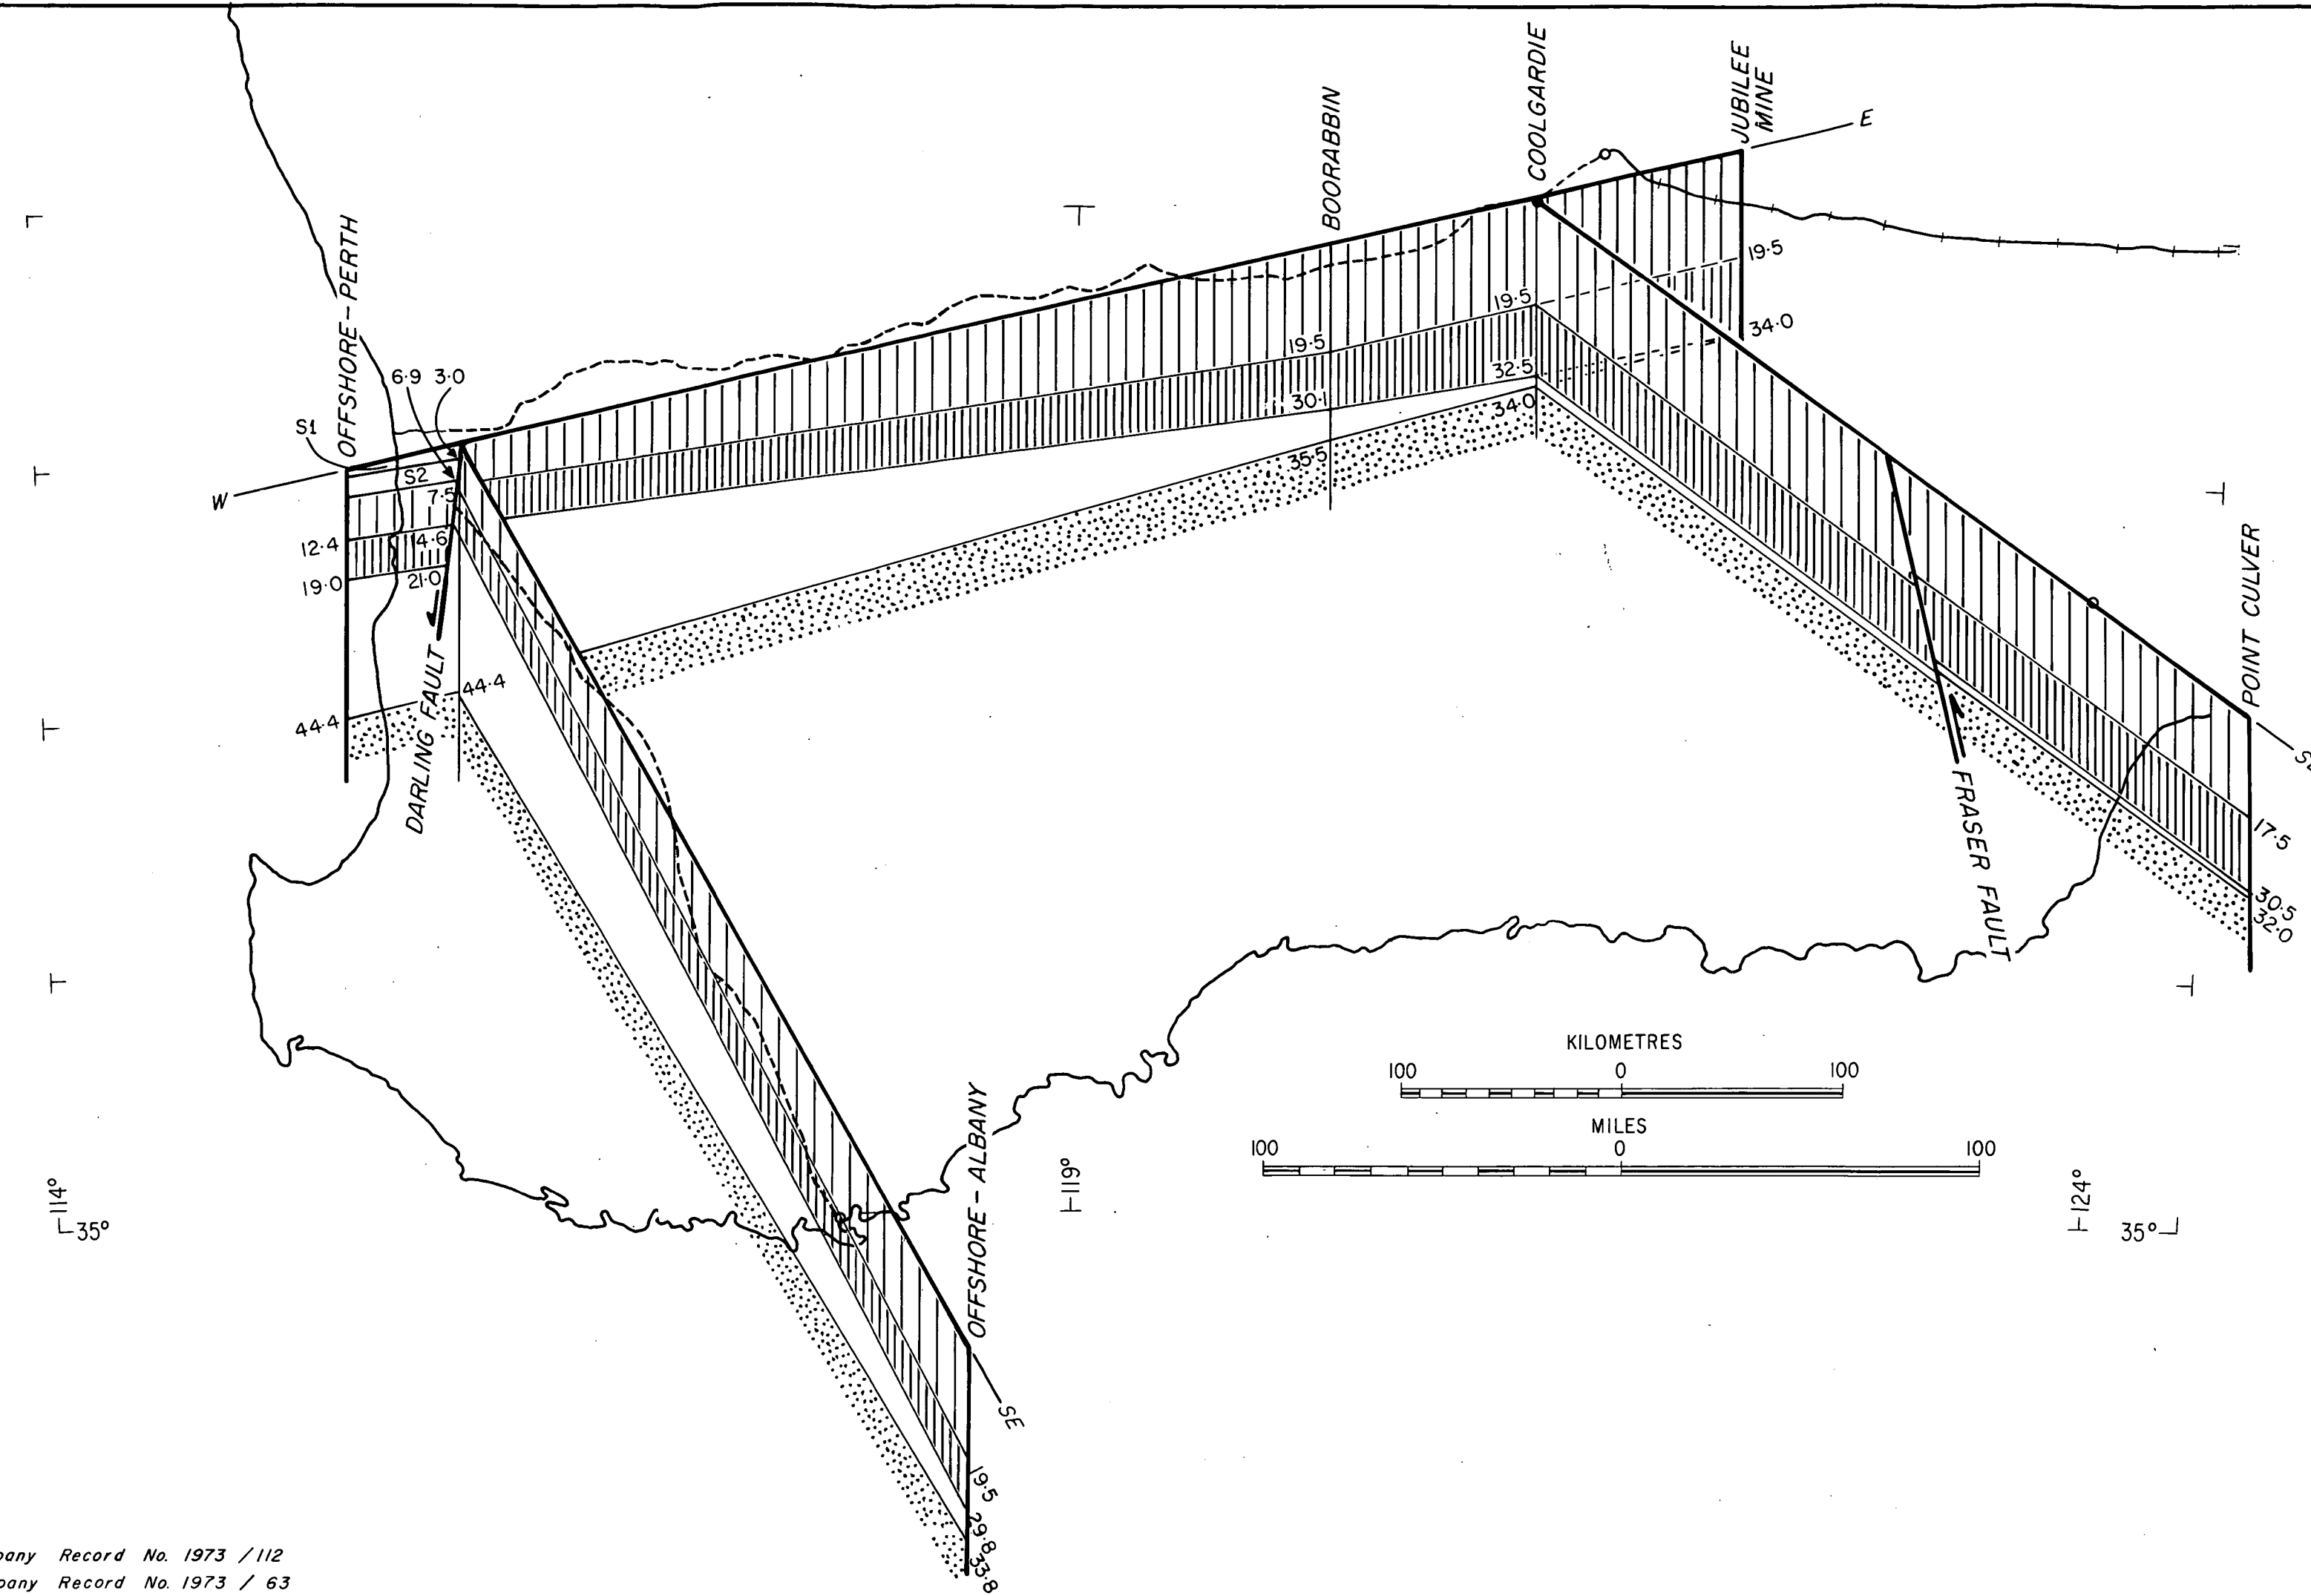 JUBILEE
MINE
COOLGARDIE
BOORABBIN
E
OFFSHORE-PERTH
19·5
19·5
34·0
19·5
6·9 3·0
32·5
30·1
34·0
S1
35·5
S2
W
7·5
12·4
14·6
POINT CULVER
19·0
21·0
44·4
44·4
DARLING FAULT
FRASER FAULT
17·5
30·5
32·0
KILOMETRES
100 0 100
MILES
100 0 100
OFFSHORE-ALBANY
114°
35°
119°
124°
35°
SE
19·5
29·8
33·8
Record No. 1973 /112
Record No. 1973 / 63